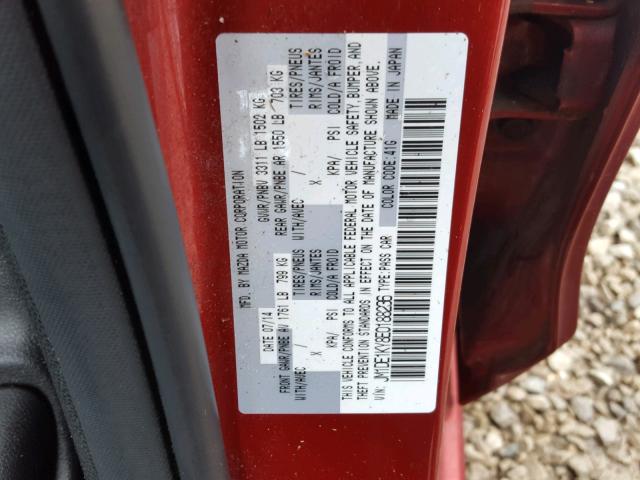 MFD. BY MAZDA MOTOR CORPORATION
DATE 07/14 GVWR/PNBV 3311 LB 1502 KG
FRONT GAWR/PNBE AV 1761 LB 799 KG REAR GAWR/PNBE AR 1550 LB 703 KG
WITH/AVEC / TIRES/PNEUS WITH/AVEC / TIRES/PNEUS
X RIMS/JANTES X RIMS/JANTES
KPA/ PSI COLD/A FROID KPA/ PSI COLD/A FROID
THIS VEHICLE CONFORMS TO ALL APPLICABLE FEDERAL MOTOR VEHICLE SAFETY, BUMPER, AND
THEFT PREVENTION STANDARDS IN EFFECT ON THE DATE OF MANUFACTURE SHOWN ABOVE.
VIN: JM1DE1KY8E0188236 TYPE:PASS CAR COLOR CODE:41G MADE IN JAPAN